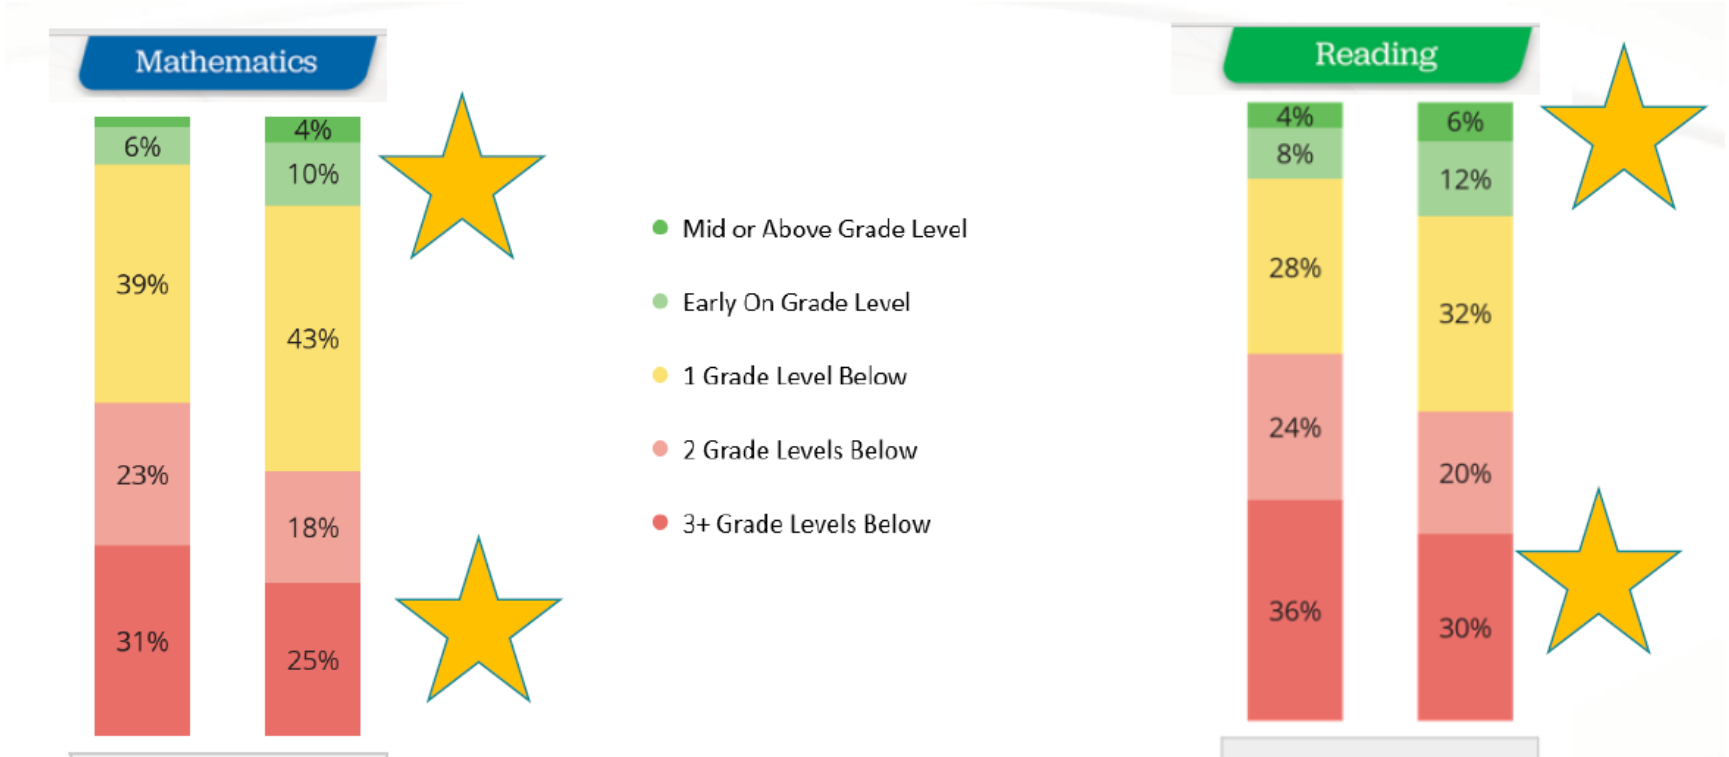 Mathematics
6%
39%
23%
31%
4%
10%
43%
18%
25%
Mid or Above Grade Level
Early On Grade Level
1 Grade Level Below
2 Grade Levels Below
3+ Grade Levels Below
Reading
4%
8%
28%
24%
36%
6%
12%
32%
20%
30%